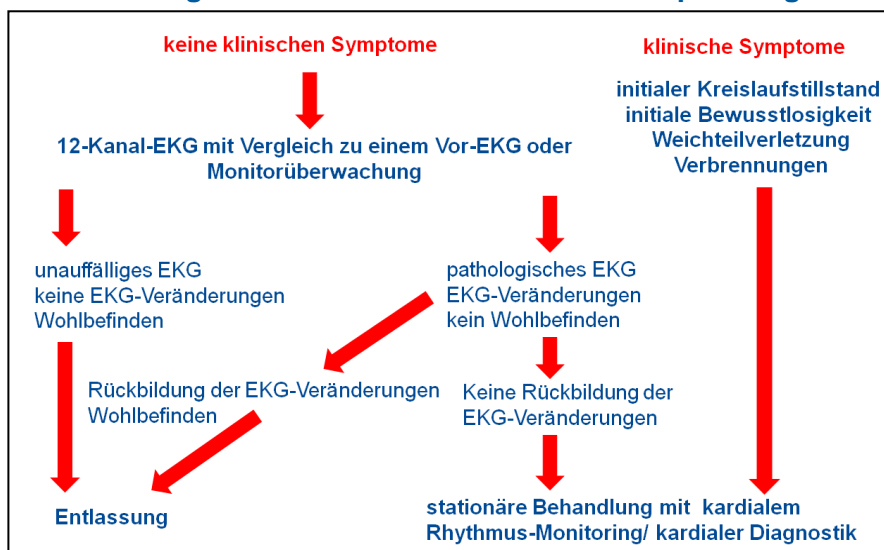 keine klinischen Symptome
klinische Symptome
initialer Kreislaufstillstand
initiale Bewusstlosigkeit
Weichteilverletzung
Verbrennungen
12-Kanal-EKG mit Vergleich zu einem Vor-EKG oder
Monitorüberwachung
unauffälliges EKG
keine EKG-Veränderungen
Wohlbefinden
pathologisches EKG
EKG-Veränderungen
kein Wohlbefinden
Rückbildung der EKG-Veränderungen
Wohlbefinden
Keine Rückbildung der
EKG-Veränderungen
Entlassung
stationäre Behandlung mit kardialem
Rhythmus-Monitoring/ kardialer Diagnostik